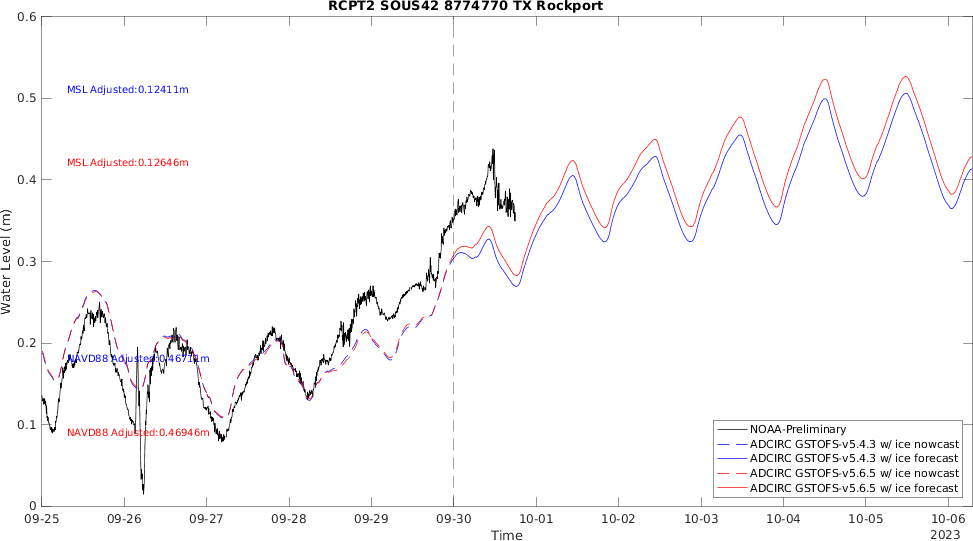 RCPT2 SOUS42 8774770 TX Rockport
0.6
0.5
0.4
0.3
0.2
0.1
0
Water Level (m)
MSL Adjusted:0.12411m
MSL Adjusted:0.12646m
NAVD88 Adjusted:0.46711m
NAVD88 Adjusted:0.46946m
NOAA-Preliminary
ADCIRC GSTOFS-v5.4.3 w/ ice nowcast
ADCIRC GSTOFS-v5.4.3 w/ ice forecast
ADCIRC GSTOFS-v5.6.5 w/ ice nowcast
ADCIRC GSTOFS-v5.6.5 w/ ice forecast
09-25 09-26 09-27 09-28 09-29 09-30 10-01 10-02 10-03 10-04 10-05 10-06
Time
2023